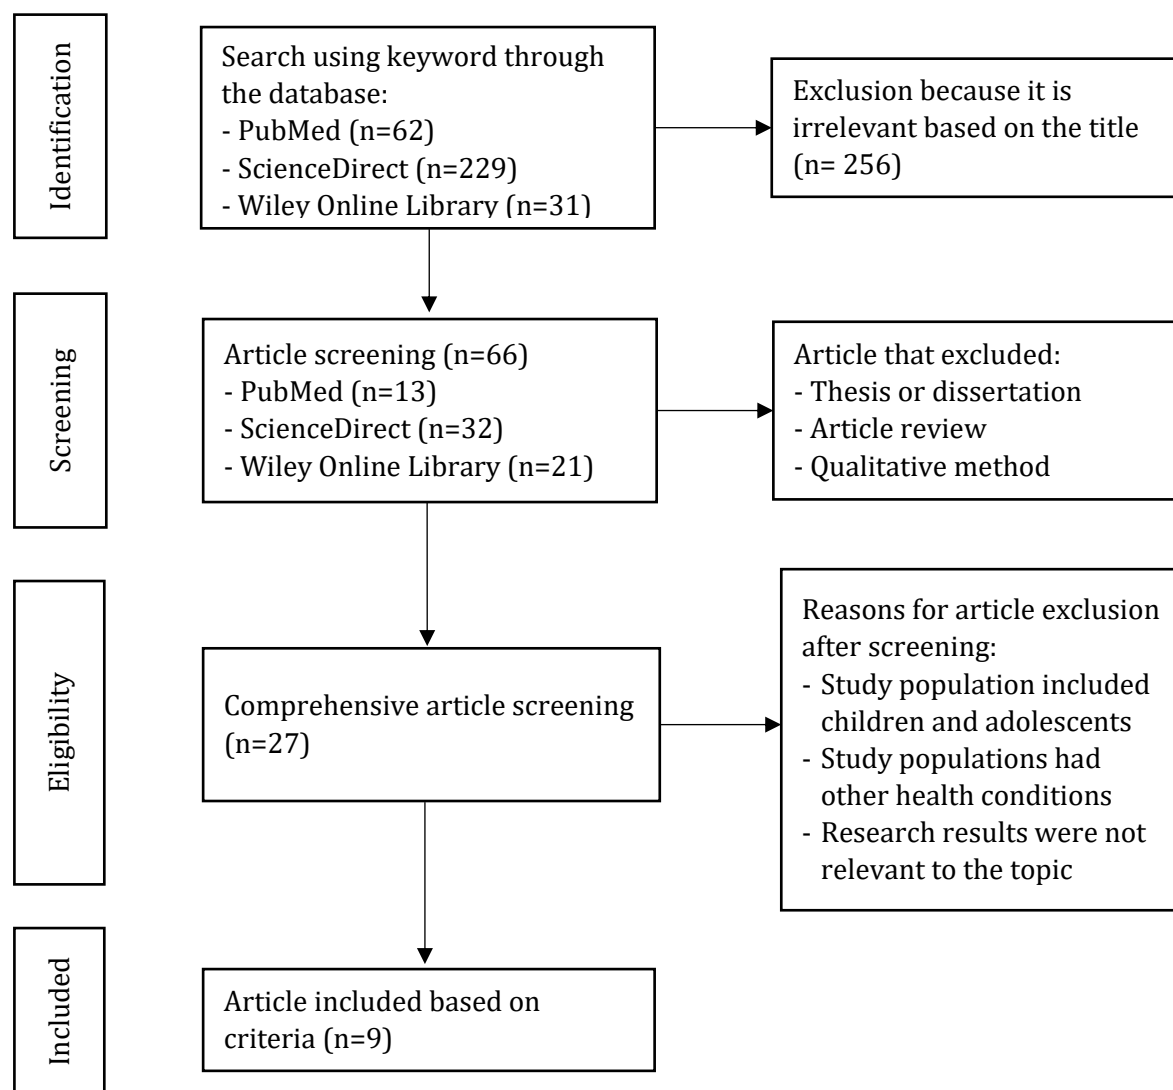 Identification
Search using keyword through
the database:
- PubMed (n=62)
- ScienceDirect (n=229)
- Wiley Online Library (n=31)
Exclusion because it is
irrelevant based on the title
(n= 256)
Screening
Article screening (n=66)
- PubMed (n=13)
- ScienceDirect (n=32)
- Wiley Online Library (n=21)
Article that excluded:
- Thesis or dissertation
- Article review
- Qualitative method
Eligibility
Comprehensive article screening
(n=27)
Reasons for article exclusion
after screening:
- Study population included
children and adolescents
- Study populations had
other health conditions
- Research results were not
relevant to the topic
Included
Article included based on
criteria (n=9)